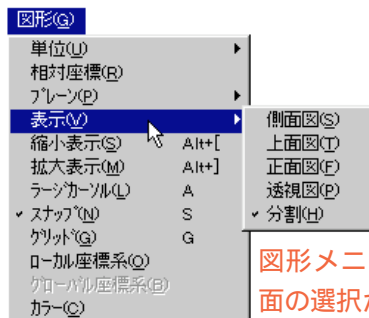 図形(G)
単位(U)
相対座標(R)
プレーン(P)
表示(V)
縮小表示(S) Alt+[
拡大表示(M) Alt+]
ラージカーソル(L) A
✓ スナップ(N) S
グリッド(G) G
ローカル座標系(O)
グローバル座標系(B)
カラー(C)
側面図(S)
上面図(T)
正面図(F)
透視図(P)
✓ 分割(H)
図形メニ
面の選択